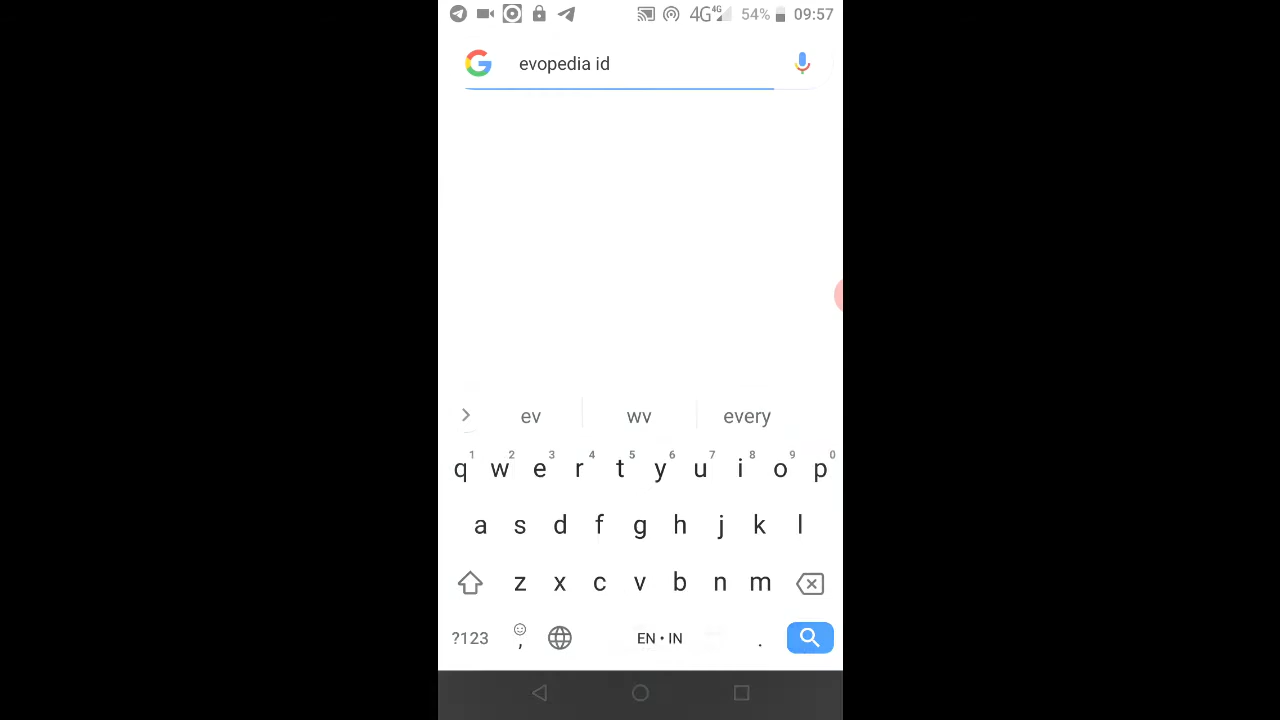 4G 4G 54% 09:57
evopedia id
ev wv every
1 2 3 4 5 6 7 8 9 0
q w e r t y u i o p
a s d f g h j k l
z x c v b n m
?123 , EN • IN .